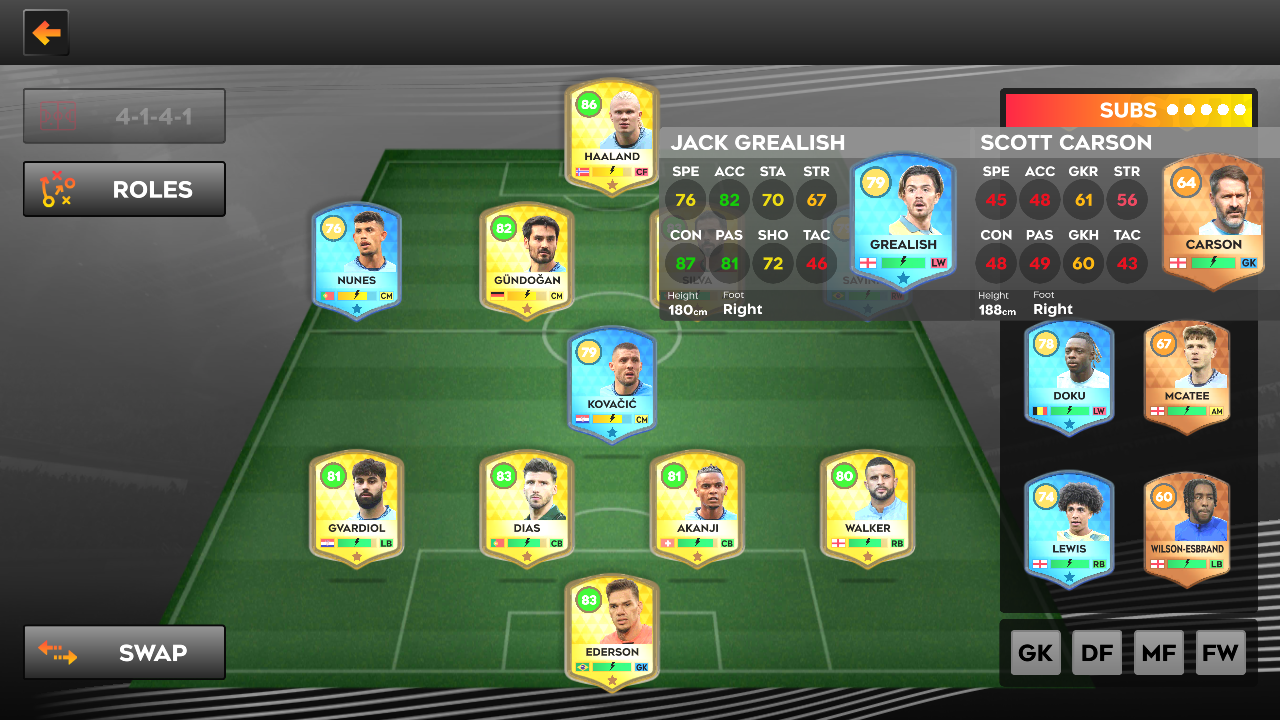 4-1-4-1
ROLES
86
HAALAND
CF
SUBS
JACK GREALISH
SPE ACC STA STR
76 82 70 67
CON PAS SHO TAC
87 81 72 46
Height Foot
180cm Right
79
GREALISH
LW
SCOTT CARSON
SPE ACC GKR STR
45 48 61 56
CON PAS GKH TAC
48 49 60 43
Height Foot
188cm Right
64
CARSON
GK
76
NUNES
CM
82
GÜNDOĞAN
CM
SILVA
79
KOVAČIĆ
CM
78
DOKU
LW
67
MCATEE
AM
81
GVARDIOL
LB
83
DIAS
CB
81
AKANJI
CB
80
WALKER
RB
74
LEWIS
RB
60
WILSON-ESBRAND
LB
83
EDERSON
GK
SWAP
GK DF MF FW